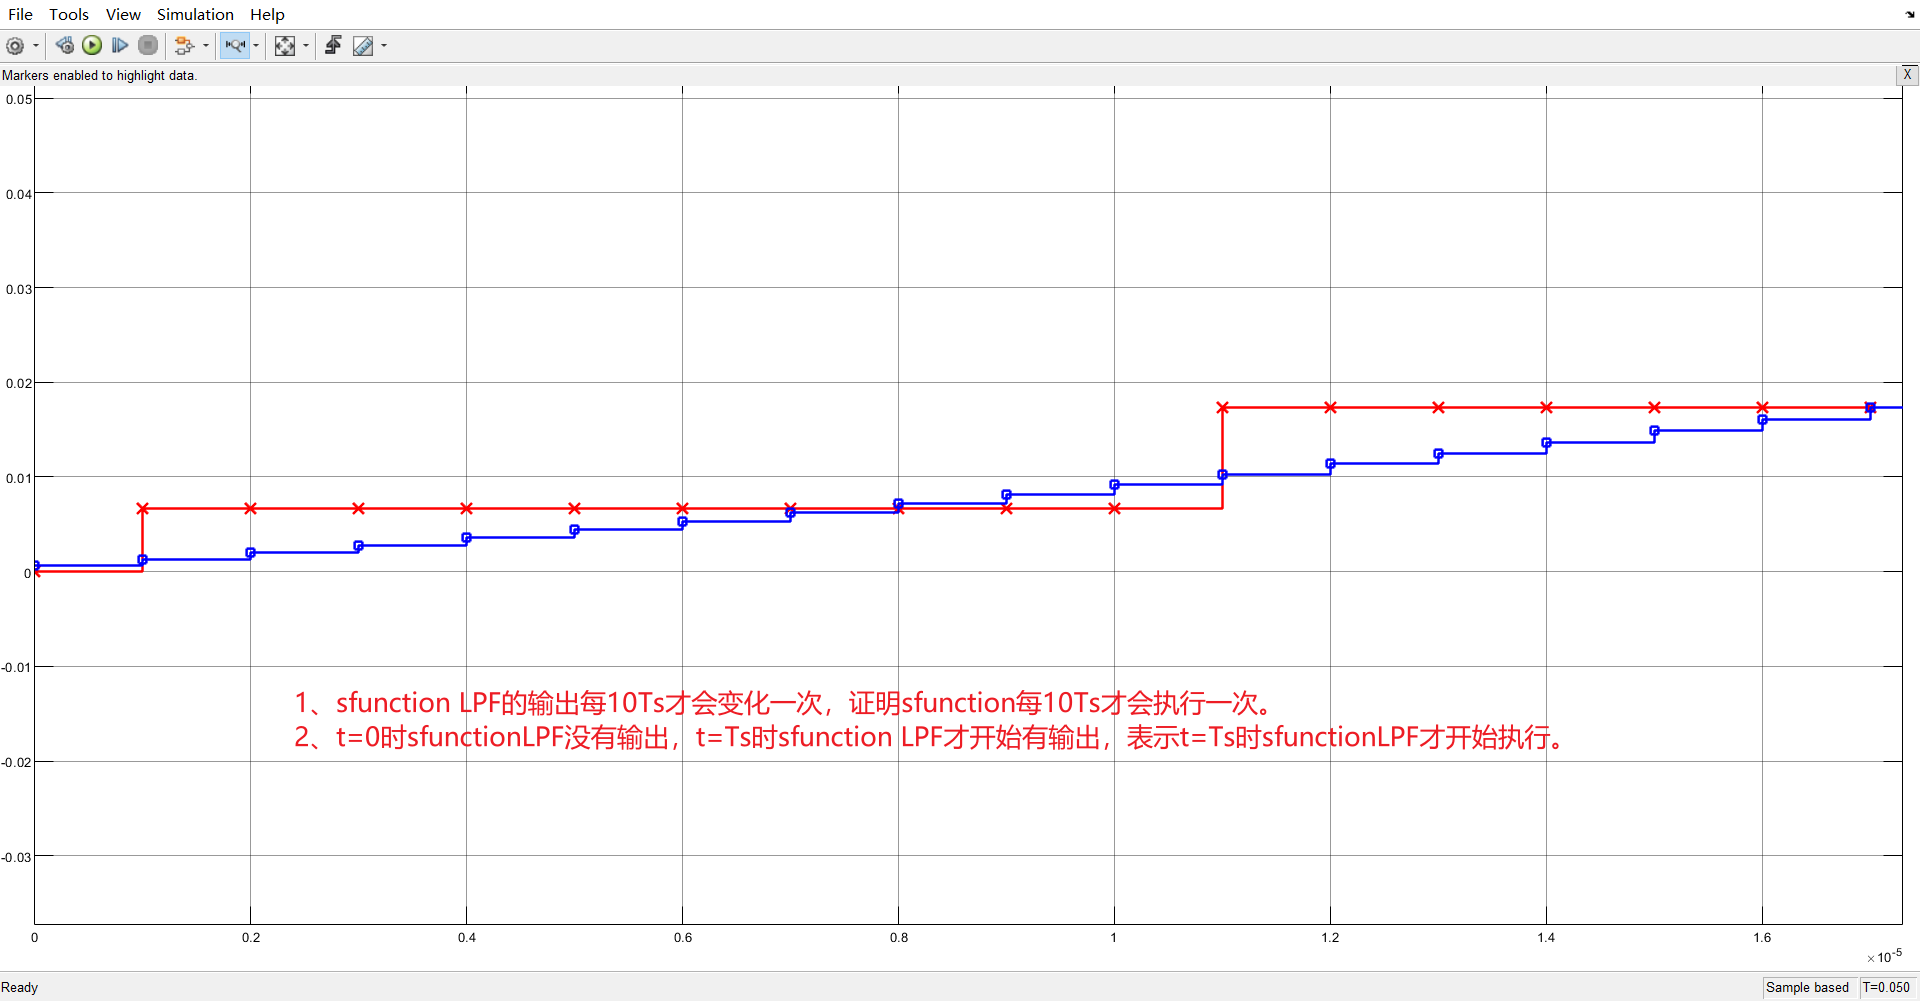 File Tools View Simulation Help
Markers enabled to highlight data.
X
0.05
0.04
0.03
0.02
0.01
0
-0.01
-0.02
-0.03
1、sfunction LPF的输出每10Ts才会变化一次，证明sfunction每10Ts才会执行一次。
2、t=0时sfunctionLPF没有输出，t=Ts时sfunction LPF才开始有输出，表示t=Ts时sfunctionLPF才开始执行。
0 0.2 0.4 0.6 0.8 1 1.2 1.4 1.6
×10-5
Ready Sample based T=0.050